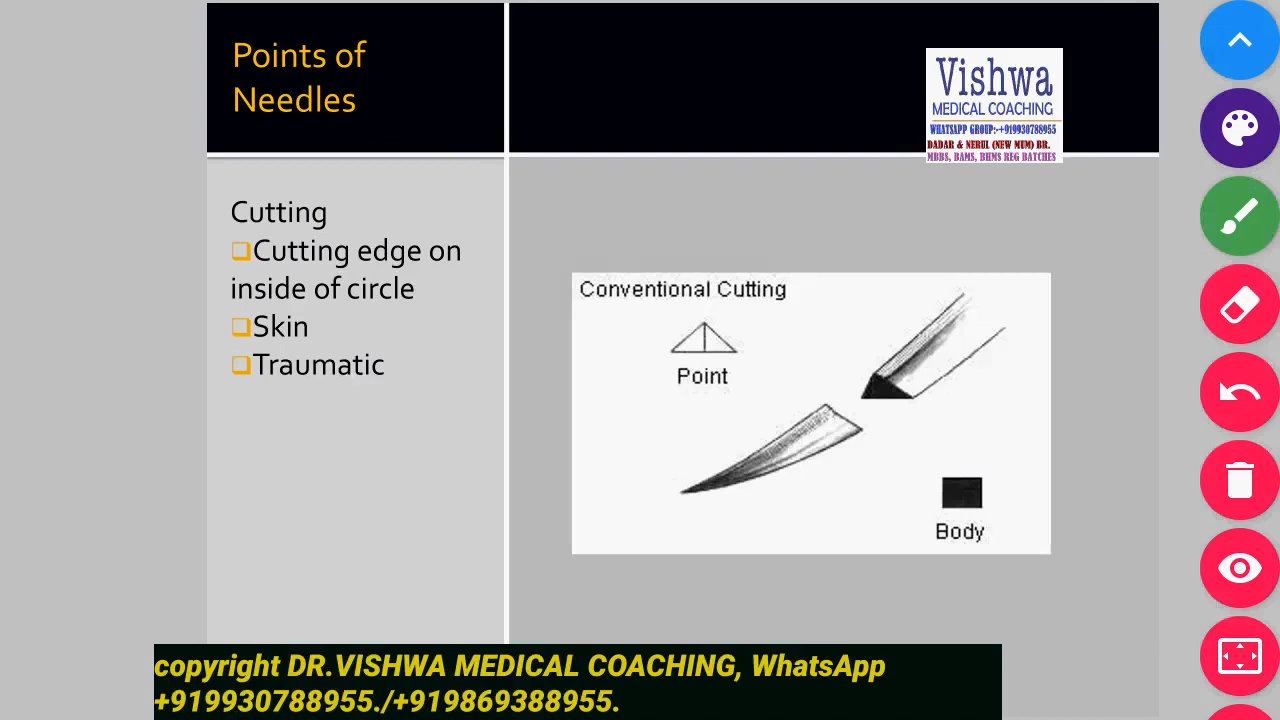 Points of
Needles
Vishwa
MEDICAL COACHING
WHATSAPP GROUP:-+919930788955
DADAR & NERUL (NEW MUM) BR.
MBBS, BAMS, BHMS REG BATCHES
Cutting
Cutting edge on
inside of circle
Skin
Traumatic
Conventional Cutting
Point
Body
copyright DR.VISHWA MEDICAL COACHING, WhatsApp
+919930788955./+919869388955.